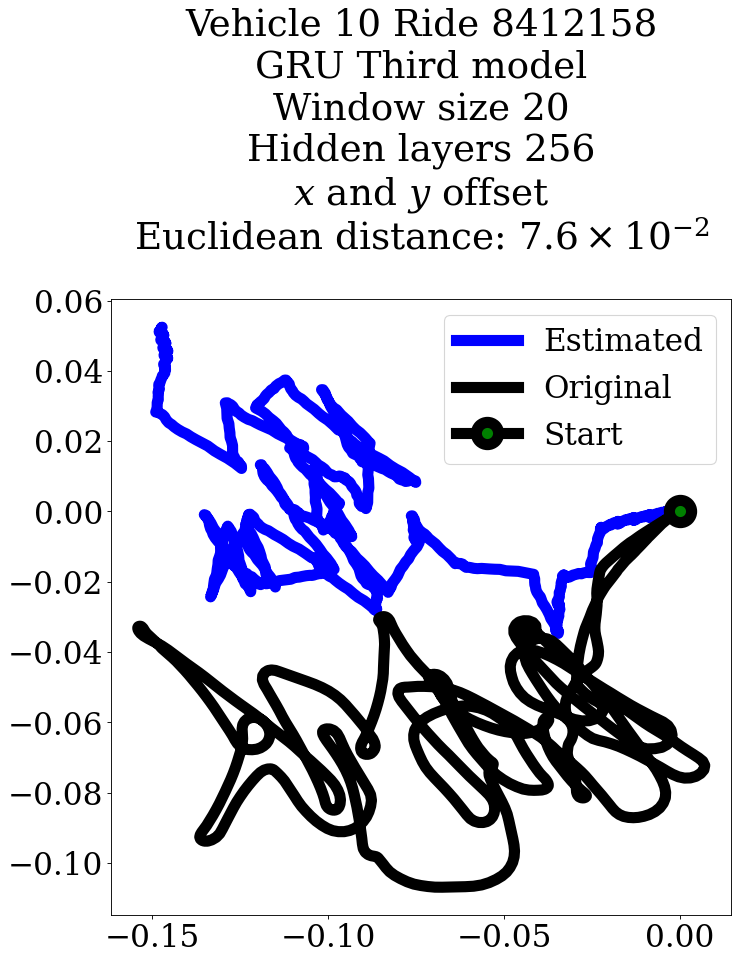 Vehicle 10 Ride 8412158
GRU Third model
Window size 20
Hidden layers 256
x and y offset
Euclidean distance: 7.6 × 10⁻²
0.06
0.04
0.02
0.00
−0.02
−0.04
−0.06
−0.08
−0.10
Estimated
Original
Start
−0.15
−0.10
−0.05
0.00